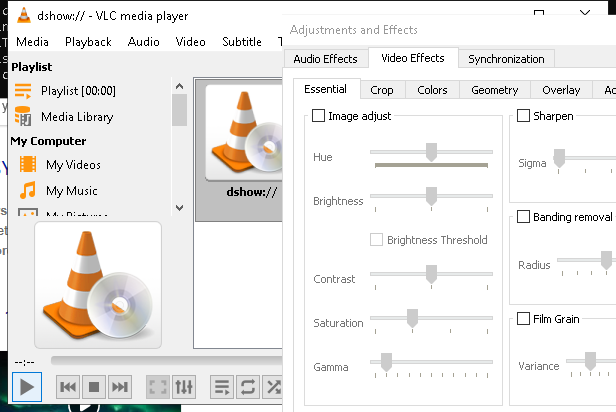 dshow:// - VLC media player
Media Playback Audio Video Subtitle T
Playlist
Playlist [00:00]
Media Library
My Computer
My Videos
My Music
My Pictures
dshow://
--:--
Adjustments and Effects
Audio Effects Video Effects Synchronization
Essential Crop Colors Geometry Overlay
Image adjust
Hue
Brightness
Brightness Threshold
Contrast
Saturation
Gamma
Sharpen
Sigma
Banding removal
Radius
Film Grain
Variance